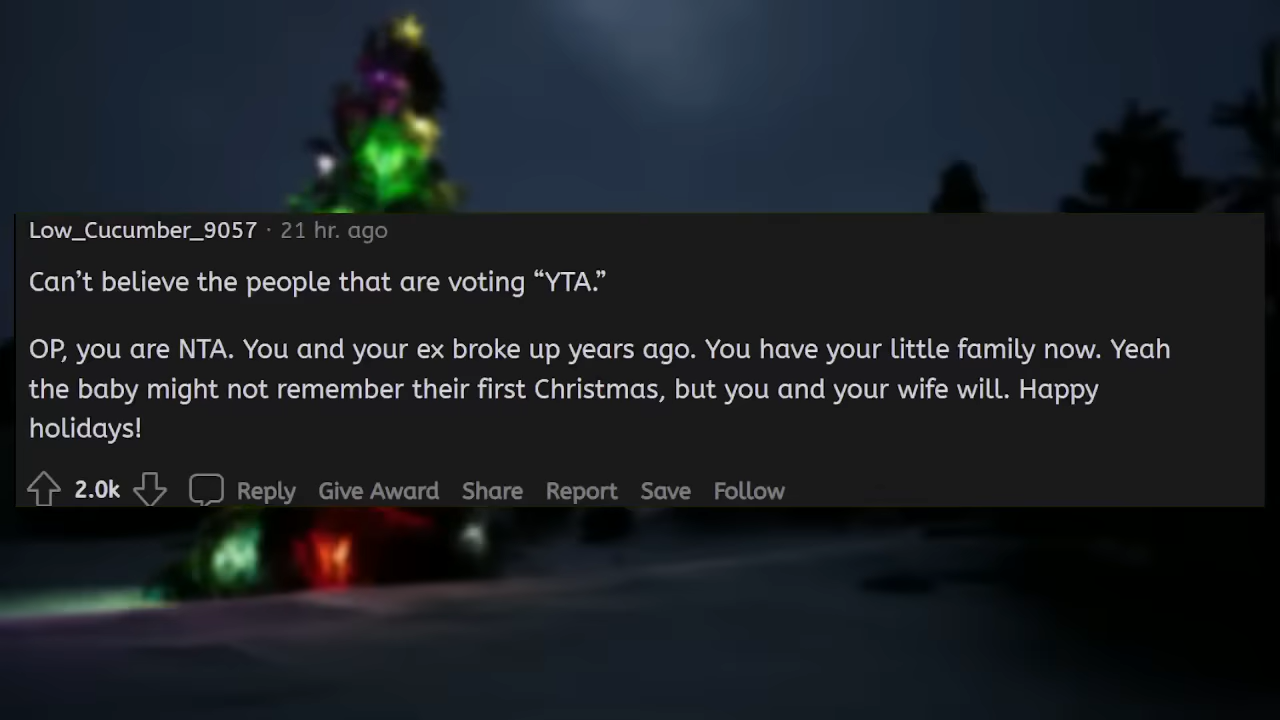 Low_Cucumber_9057 · 21 hr. ago
Can’t believe the people that are voting “YTA.”
OP, you are NTA. You and your ex broke up years ago. You have your little family now. Yeah
the baby might not remember their first Christmas, but you and your wife will. Happy
holidays!
2.0k Reply Give Award Share Report Save Follow